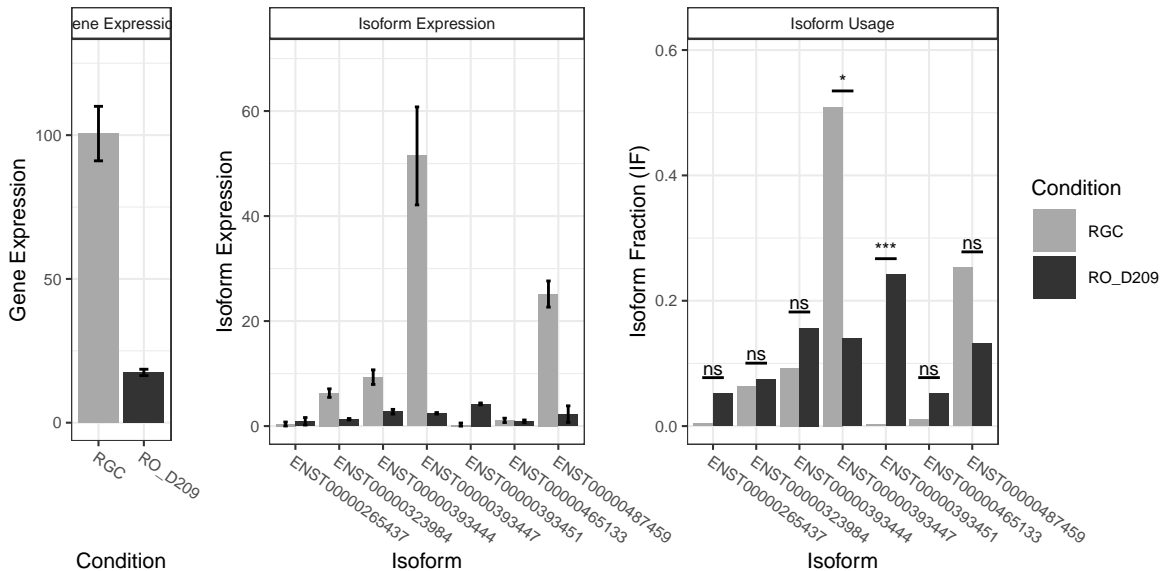 ene Expressio
Gene Expression
100
50
0
RGC
RO_D209
Condition
Isoform Expression
Isoform Expression
60
40
20
0
ENST00000265437
ENST00000323984
ENST00000393444
ENST00000393447
ENST00000393451
ENST00000465133
ENST00000487459
Isoform
Isoform Usage
Isoform Fraction (IF)
0.6
0.4
0.2
0.0
ns
ns
ns
*
***
ns
ns
ENST00000265437
ENST00000323984
ENST00000393444
ENST00000393447
ENST00000393451
ENST00000465133
ENST00000487459
Isoform
Condition
RGC
RO_D209